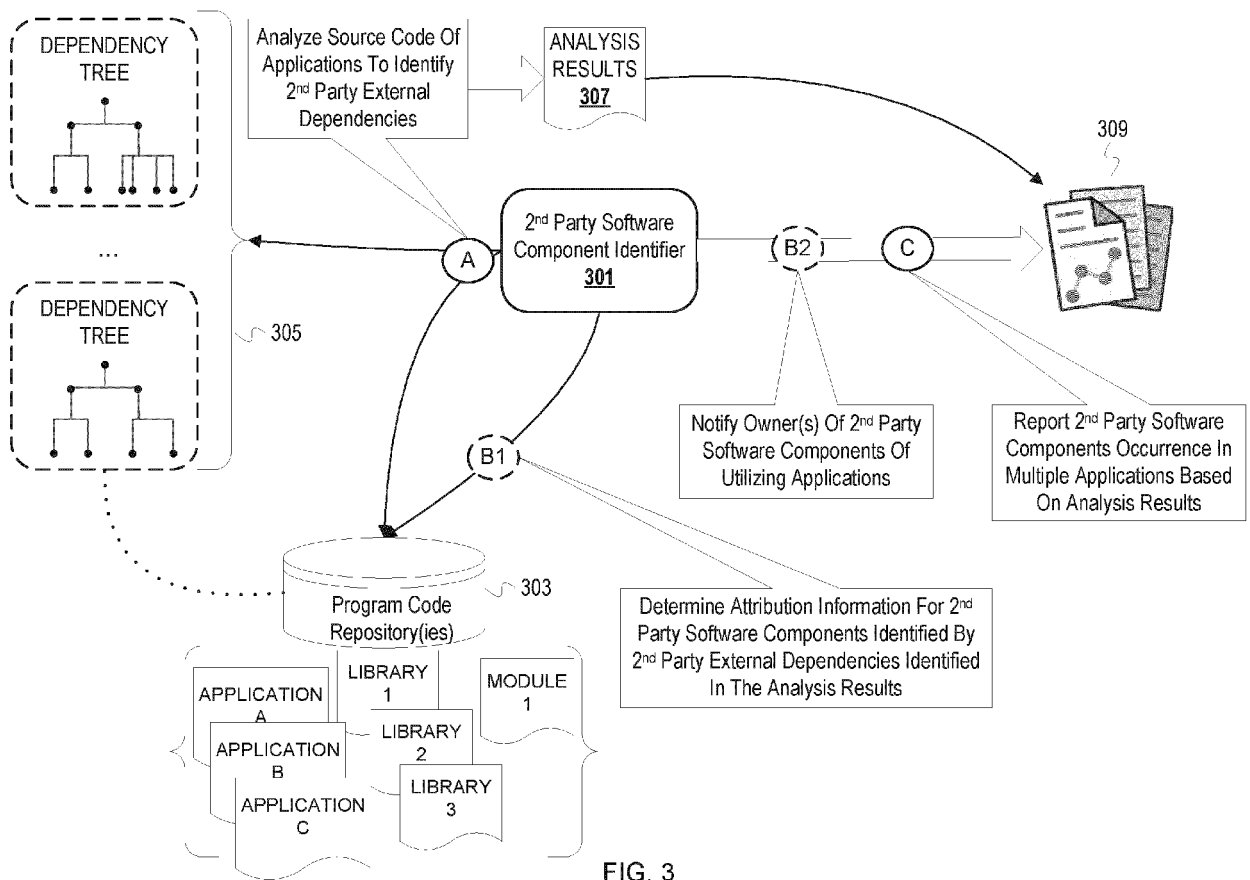 DEPENDENCY
TREE
...
DEPENDENCY
TREE
305
Analyze Source Code Of
Applications To Identify
2nd Party External
Dependencies
ANALYSIS
RESULTS
307
309
A
2nd Party Software
Component Identifier
301
B2
C
B1
Notify Owner(s) Of 2nd Party
Software Components Of
Utilizing Applications
Report 2nd Party Software
Components Occurrence In
Multiple Applications Based
On Analysis Results
Determine Attribution Information For 2nd
Party Software Components Identified By
2nd Party External Dependencies Identified
In The Analysis Results
303
Program Code
Repository(ies)
APPLICATION
A
APPLICATION
B
APPLICATION
C
LIBRARY
1
LIBRARY
2
LIBRARY
3
MODULE
1
FIG. 3